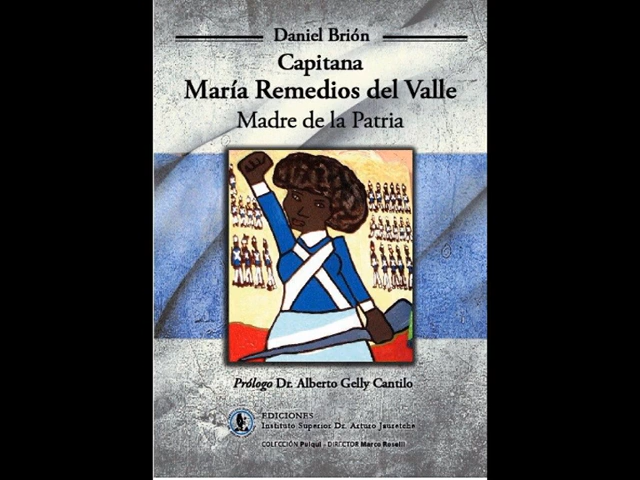 Daniel Brión
Capitana
María Remedios del Valle
Madre de la Patria
Prólogo Dr. Alberto Gelly Cantilo
EDICIONES
Instituto Superior Dr. Arturo Jauretche
COLECCIÓN Puiqui - DIRECTOR Marco Roselli